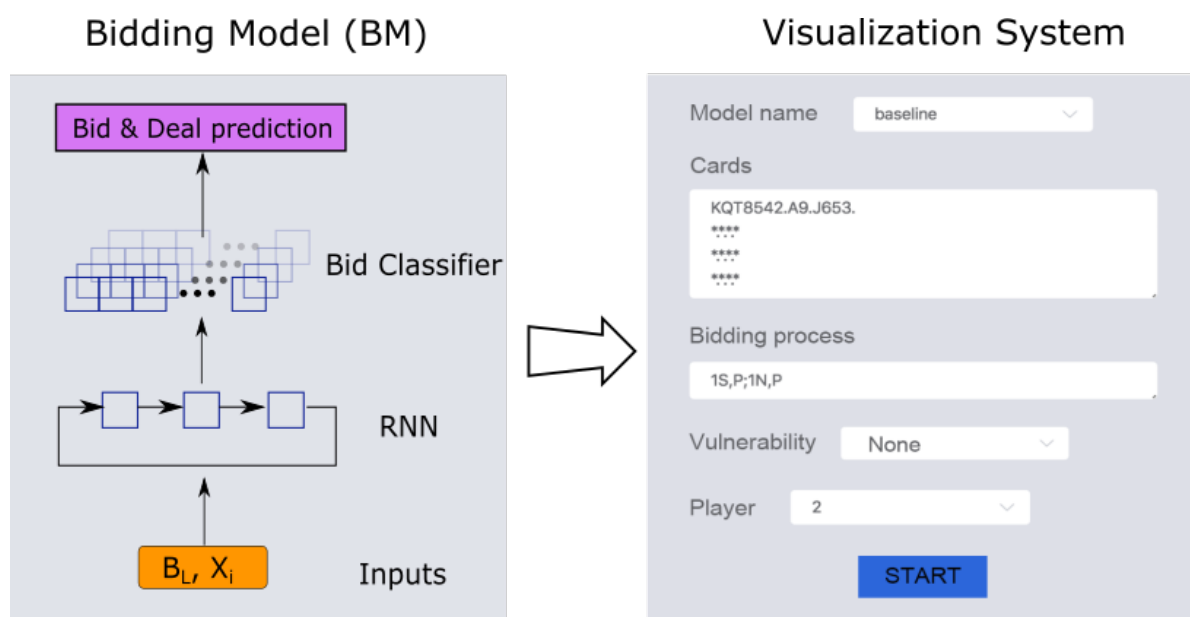 Bidding Model (BM)
Bid & Deal prediction
Bid Classifier
RNN
B_L, X_i
Inputs
Visualization System
Model name
baseline
Cards
KQT8542.A9.J653.
*.*.*.*
*.*.*.*
*.*.*.*
Bidding process
1S,P;1N,P
Vulnerability
None
Player
2
START